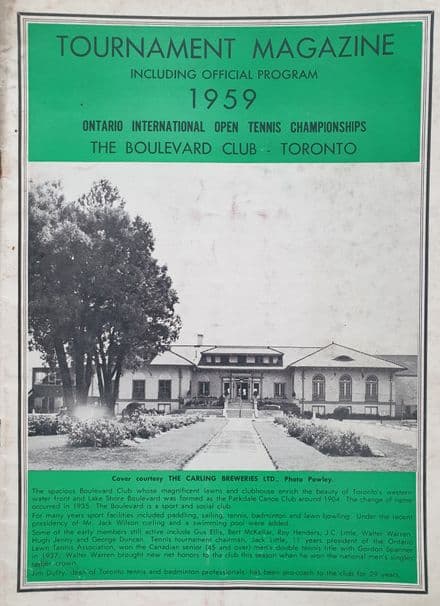 TOURNAMENT MAGAZINE
INCLUDING OFFICIAL PROGRAM
1959
ONTARIO INTERNATIONAL OPEN TENNIS CHAMPIONSHIPS
THE BOULEVARD CLUB - TORONTO
Cover courtesy THE CARLING BREWERIES LTD., Photo Powley.
The spacious Boulevard Club whose magnificent lawns and clubhouse enrich the beauty of Toronto's western
water front and Lake Shore Boulevard was formed as the Parkdale Canoe Club around 1904. The change of name
occurred in 1935. The Boulevard is a sport and social club.
For many years sport facilities included paddling, sailing, tennis, badminton and lawn bowling. Under the recent
presidency of Mr. Jack Wilson curling and a swimming pool were added.
Some of the early members still active include Gus Ellis, Bert McKellar, Roy Henders, J.C. Little, Walter Warren,
Hugh Jenny and George Duncan. Tennis tournament chairman, Jack Little, 11 years president of the Ontario
Lawn Tennis Association, won the Canadian senior (45 and over) men's double tennis title with Gordon Spanner
in 1937. Walter Warren brought new net honors to the club this season when he won the national men's singles
senior crown.
Jim Duffy, dean of Toronto tennis and badminton professionals, has been pro-coach to the club for 29 years.